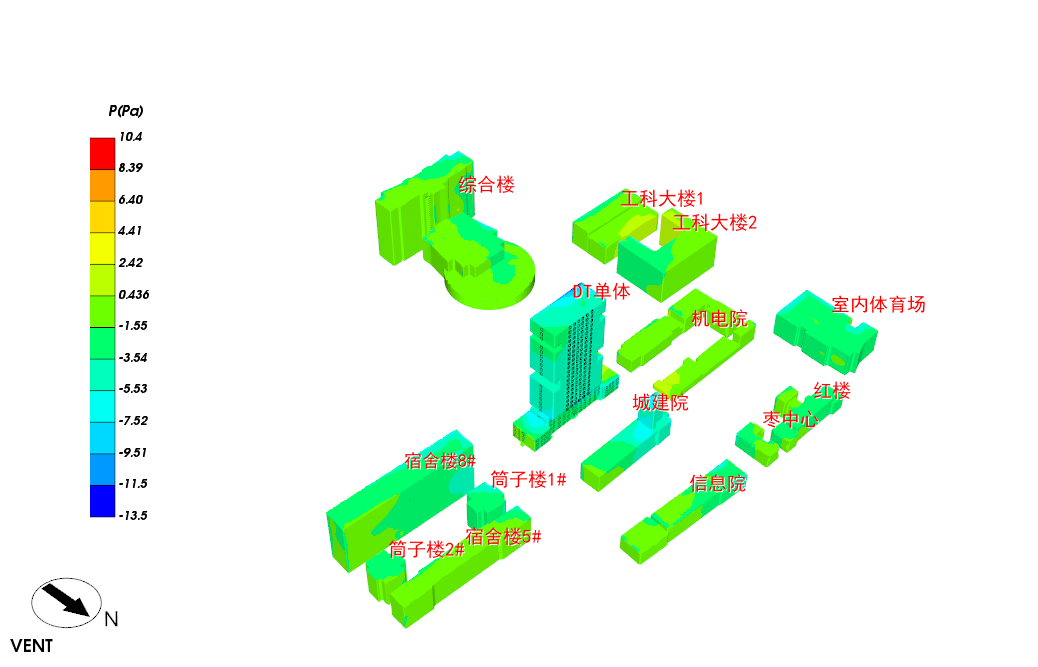 P(Pa)
10.4
8.39
6.40
4.41
2.42
0.436
-1.55
-3.54
-5.53
-7.52
-9.51
-11.5
-13.5
综合楼
工科大楼1
工科大楼2
DT单体
室内体育场
机电院
红楼
城建院
枣中心
宿舍楼8#
筒子楼1#
信息院
宿舍楼5#
筒子楼2#
N
VENT